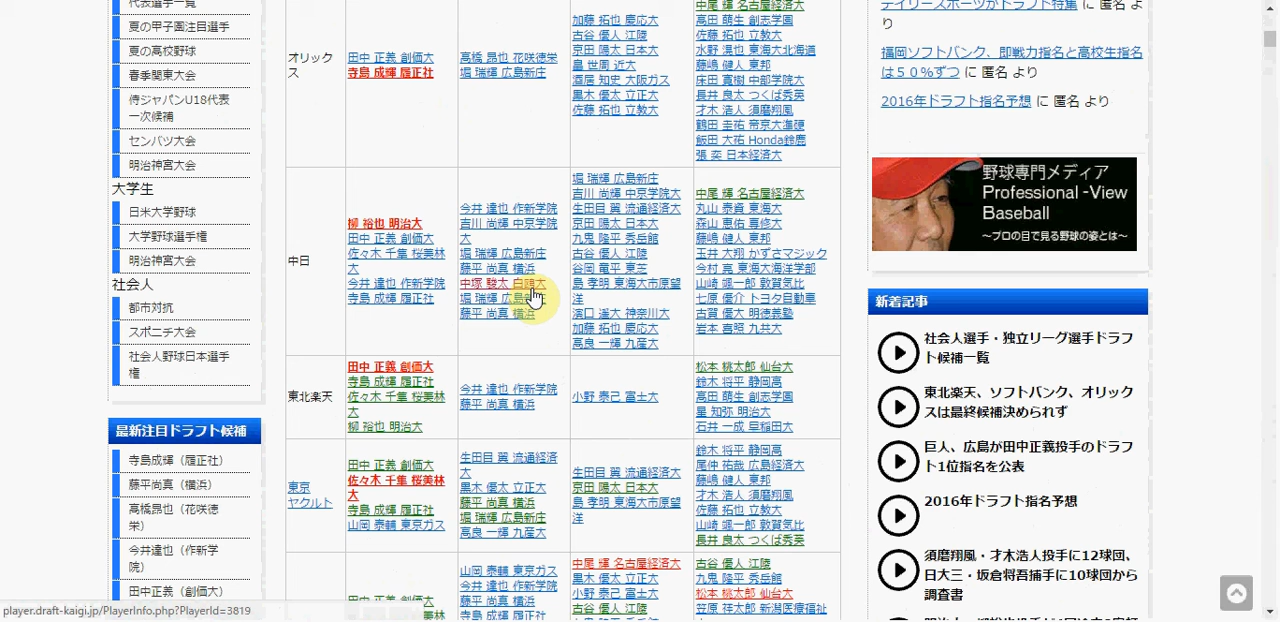 代表選手一覧
夏の甲子園注目選手
夏の高校野球
春季関東大会
侍ジャパンU18代表
一次候補
センバツ大会
明治神宮大会
大学生
日米大学野球
大学野球選手権
明治神宮大会
社会人
都市対抗
スポニチ大会
社会人野球日本選手
権
最新注目ドラフト候補
寺島成輝（履正社）
藤平尚真（横浜）
高橋昂也（花咲徳
栄）
今井達也（作新学
院）
田中正義（創価大）
オリック
ス
田中 正義 創価大
寺島 成輝 履正社
高橋 昂也 花咲徳栄
堀 瑞輝 広島新庄
加藤 拓也 慶応大
古谷 優人 江陵
京田 陽太 日本大
畠 世周 近大
酒居 知史 大阪ガス
黒木 優太 立正大
佐藤 拓也 立教大
中尾 輝 名古屋経済大
高田 萌生 創志学園
佐藤 拓也 立教大
水野 滉也 東海大北海道
藤嶋 健人 東邦
床田 寛樹 中部学院大
長井 良太 つくば秀英
才木 浩人 須磨翔風
鶴田 圭祐 帝京大準硬
飯田 大祐 Honda鈴鹿
張 奕 日本経済大
中日
柳 裕也 明治大
田中 正義 創価大
佐々木 千隼 桜美林
大
今井 達也 作新学院
寺島 成輝 履正社
今井 達也 作新学院
吉川 尚輝 中京学院
大
堀 瑞輝 広島新庄
藤平 尚真 横浜
中塚 駿太 白鴎大
堀 瑞輝 広島新庄
藤平 尚真 横浜
堀 瑞輝 広島新庄
吉川 尚輝 中京学院大
生田目 翼 流通経済大
京田 陽太 日本大
九鬼 隆平 秀岳館
古谷 優人 江陵
谷岡 竜平 東芝
島 孝明 東海大市原望
洋
濵口 遥大 神奈川大
加藤 拓也 慶応大
高良 一輝 九産大
中尾 輝 名古屋経済大
丸山 泰資 東海大
森山 恵佑 専修大
藤嶋 健人 東邦
玉井 大翔 かずさマジック
今村 亮 東海大海洋学部
山崎 颯一郎 敦賀気比
七原 優介 トヨタ自動車
古賀 優大 明徳義塾
岩本 喜照 九共大
東北楽天
田中 正義 創価大
寺島 成輝 履正社
佐々木 千隼 桜美林
大
柳 裕也 明治大
今井 達也 作新学院
藤平 尚真 横浜
小野 泰己 富士大
松本 桃太郎 仙台大
鈴木 将平 静岡高
高田 萌生 創志学園
星 知弥 明治大
石井 一成 早稲田大
東京
ヤクルト
田中 正義 創価大
佐々木 千隼 桜美林
大
寺島 成輝 履正社
山岡 泰輔 東京ガス
生田目 翼 流通経済
大
黒木 優太 立正大
藤平 尚真 横浜
堀 瑞輝 広島新庄
高良 一輝 九産大
生田目 翼 流通経済大
京田 陽太 日本大
島 孝明 東海大市原望
洋
鈴木 将平 静岡高
尾仲 祐哉 広島経済大
藤嶋 健人 東邦
才木 浩人 須磨翔風
佐藤 拓也 立教大
山崎 颯一郎 敦賀気比
長井 良太 つくば秀英
田中 正義 創価大
寺島 成輝 履正社
山岡 泰輔 東京ガス
今井 達也 作新学院
藤平 尚真 横浜
寺島 成輝 履正社
中尾 輝 名古屋経済大
黒木 優太 立正大
小野 泰己 富士大
古谷 優人 江陵
古谷 優人 江陵
九鬼 隆平 秀岳館
松本 桃太郎 仙台大
笠原 祥太郎 新潟医療福祉
デイリースポーツがドラフト特集 に 匿名 よ
り
福岡ソフトバンク、即戦力指名と高校生指名
は５０％ずつ に 匿名 より
2016年ドラフト指名予想 に 匿名 より
野球専門メディア
Professional -View
Baseball
～プロの目で見る野球の姿とは～
新着記事
社会人選手・独立リーグ選手ドラフ
ト候補一覧
東北楽天、ソフトバンク、オリック
スは最終候補決められず
巨人、広島が田中正義投手のドラフ
ト1位指名を公表
2016年ドラフト指名予想
須磨翔風・才木浩人投手に12球団、
日大三・坂倉将吾捕手に10球団から
調査書
player.draft-kaigi.jp/PlayerInfo.php?PlayerId=3819